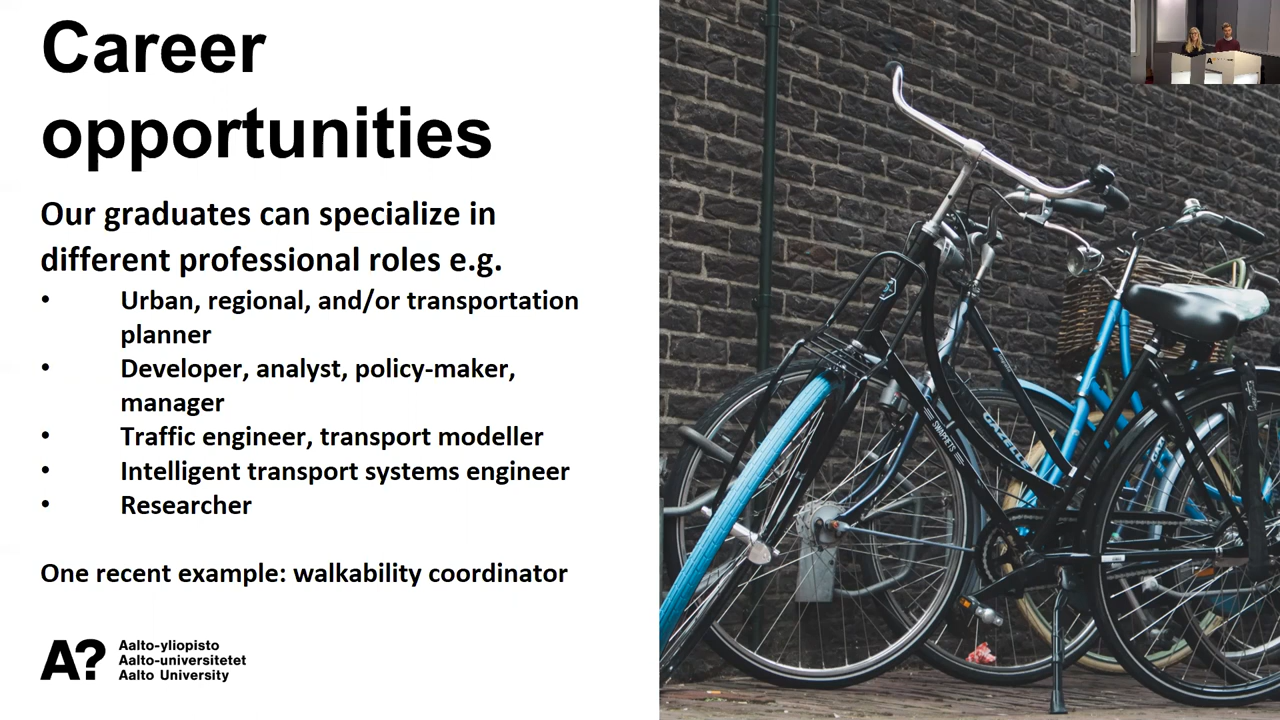 Career
opportunities
Our graduates can specialize in
different professional roles e.g.
• Urban, regional, and/or transportation
planner
• Developer, analyst, policy-maker,
manager
• Traffic engineer, transport modeller
• Intelligent transport systems engineer
• Researcher
One recent example: walkability coordinator
A?
Aalto-yliopisto
Aalto-universitetet
Aalto University
SWAPFIETS
GAZELLE